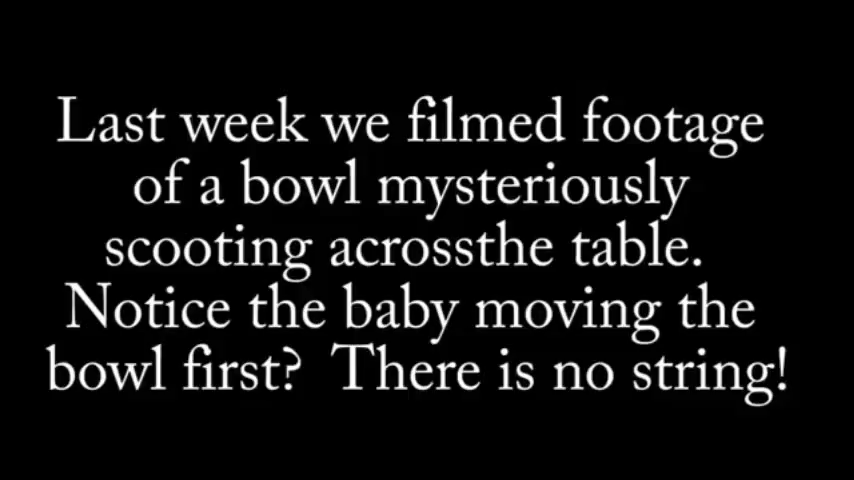 Last week we filmed footage
of a bowl mysteriously
scooting acrossthe table.
Notice the baby moving the
bowl first?  There is no string!